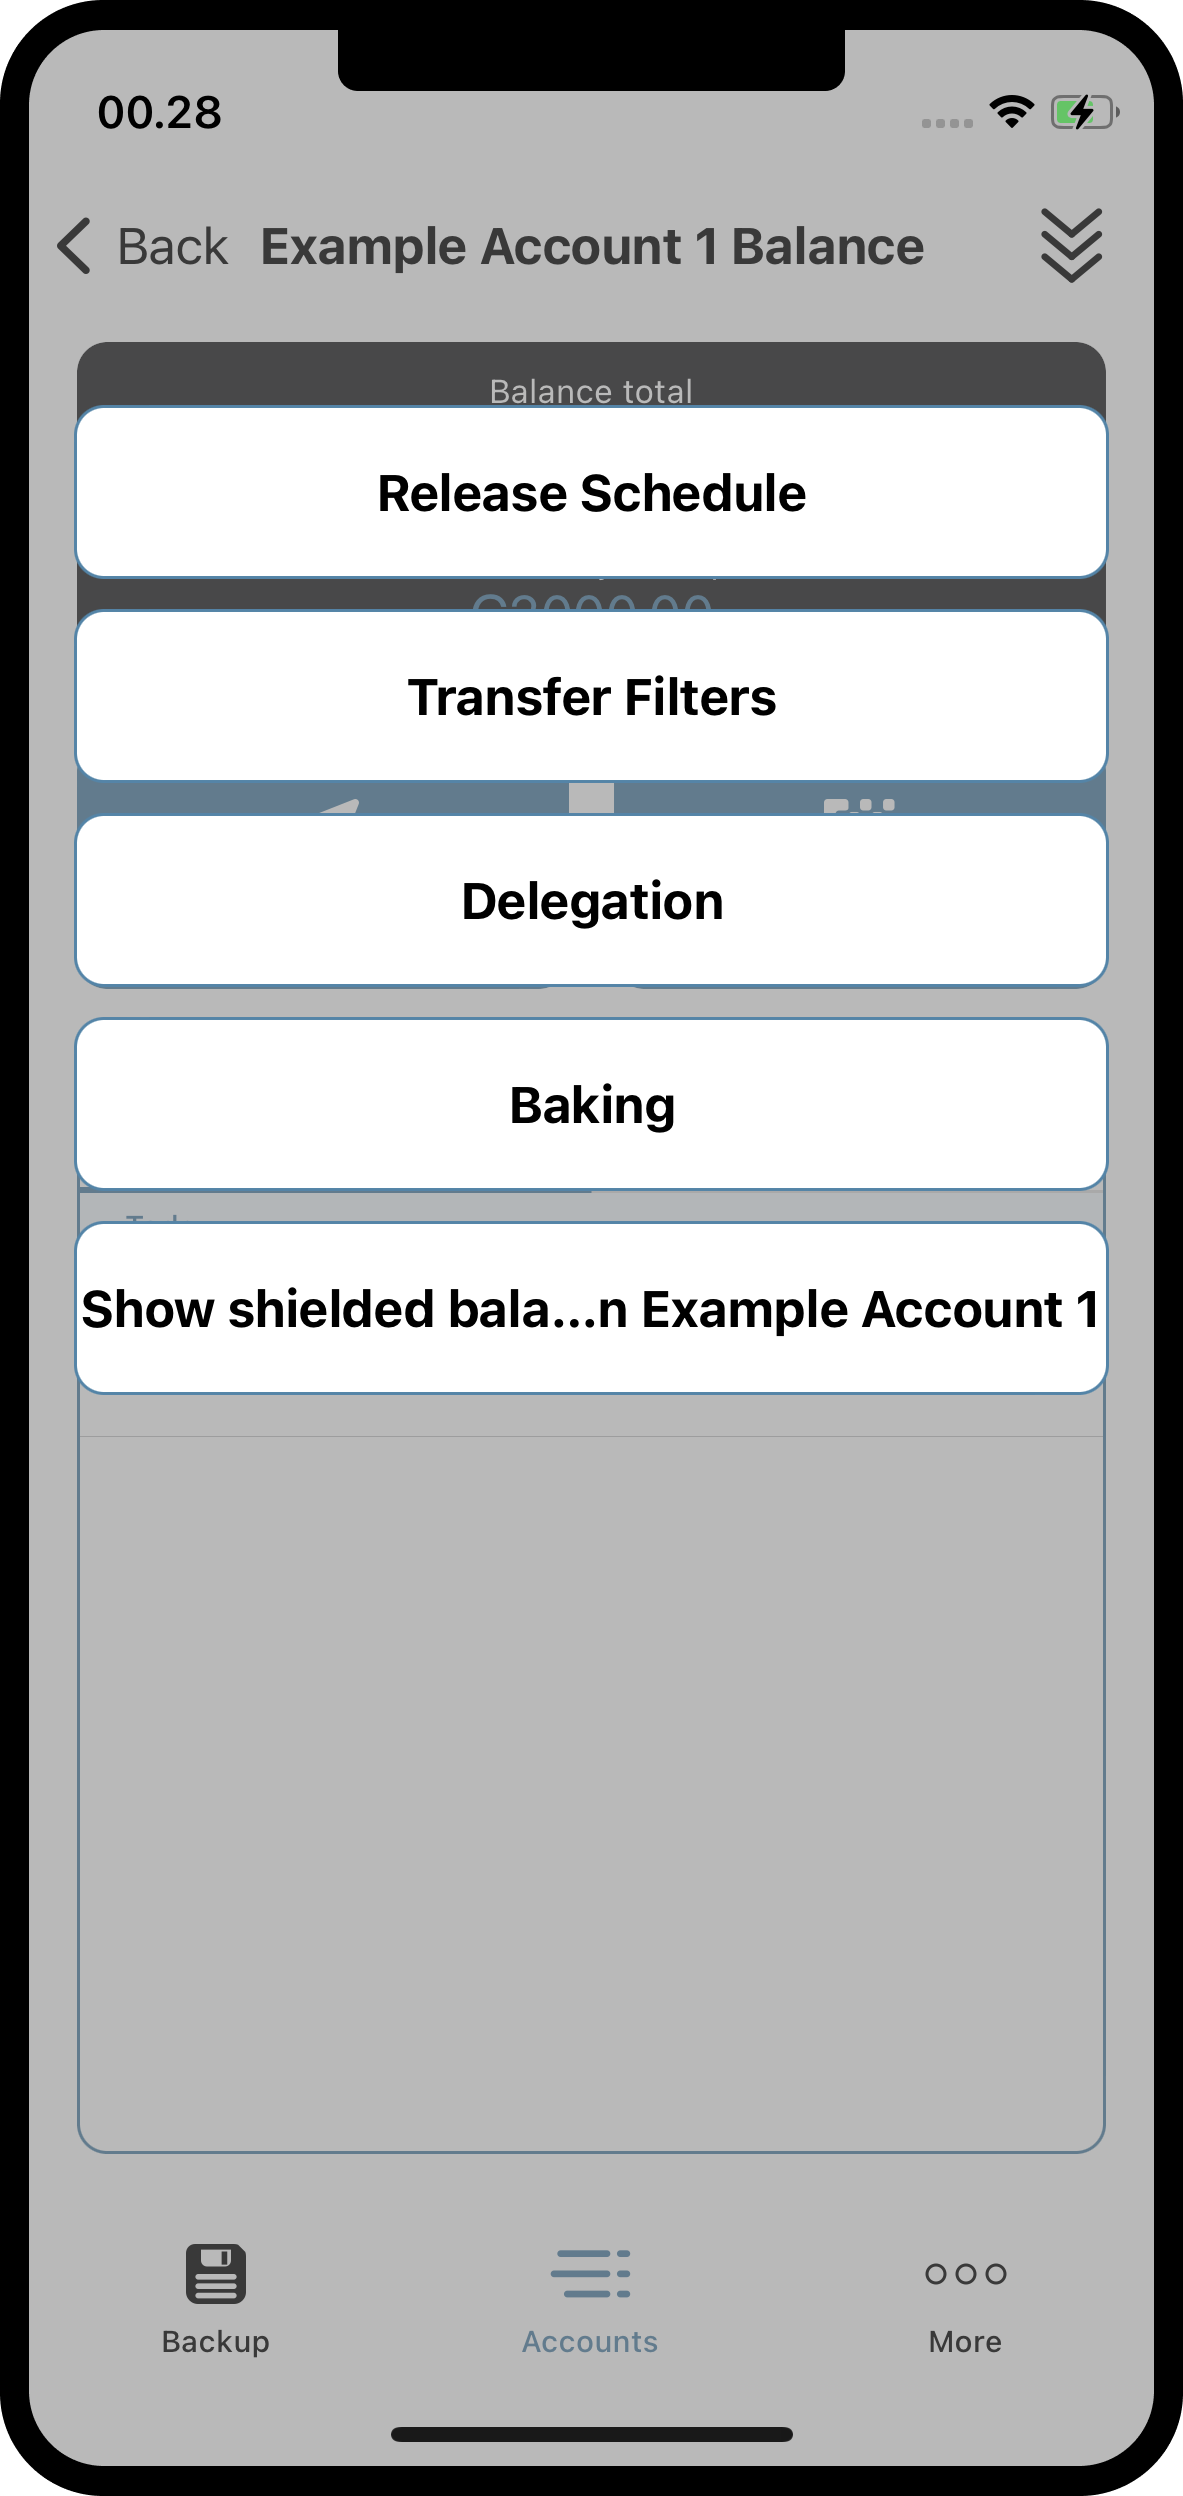 00.28
Back Example Account 1 Balance
Balance total
Release Schedule
Transfer Filters
Delegation
Baking
Show shielded bala...n Example Account 1
Backup Accounts More